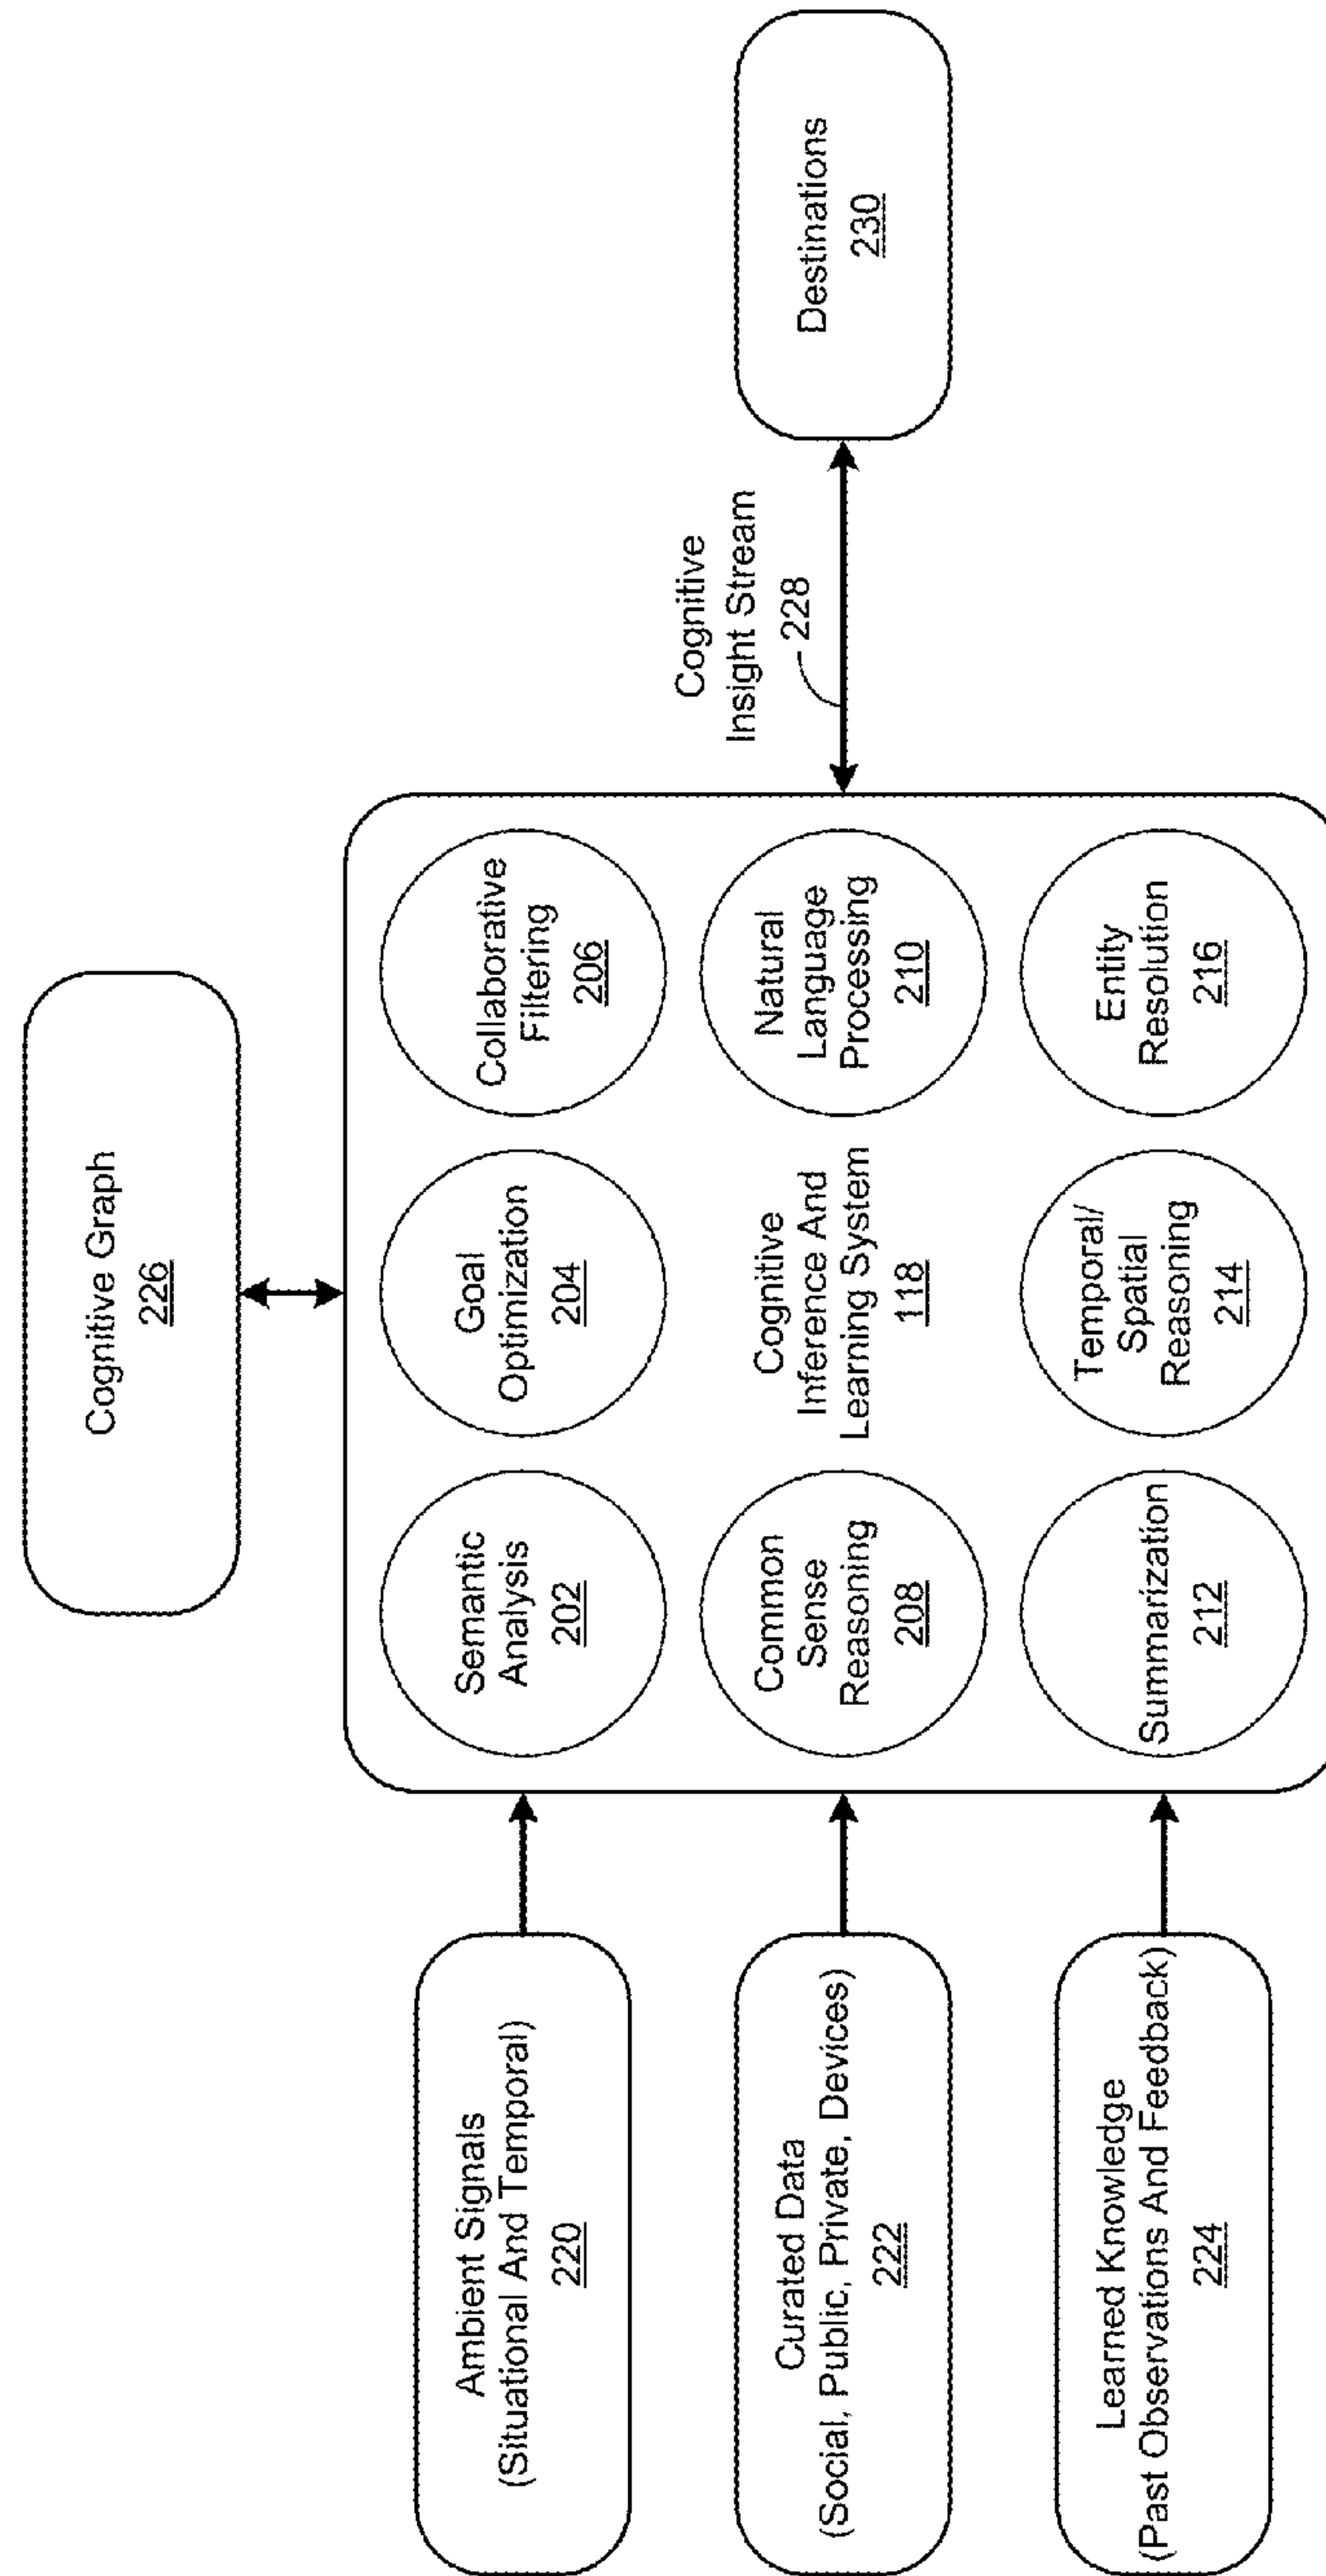 Cognitive Graph
226
Ambient Signals
(Situational And Temporal)
220
Curated Data
(Social, Public, Private, Devices)
222
Learned Knowledge
(Past Observations And Feedback)
224
Semantic
Analysis
202
Goal
Optimization
204
Collaborative
Filtering
206
Common
Sense
Reasoning
208
Cognitive
Inference And
Learning System
118
Natural
Language
Processing
210
Summarization
212
Temporal/
Spatial
Reasoning
214
Entity
Resolution
216
Cognitive
Insight Stream
228
Destinations
230